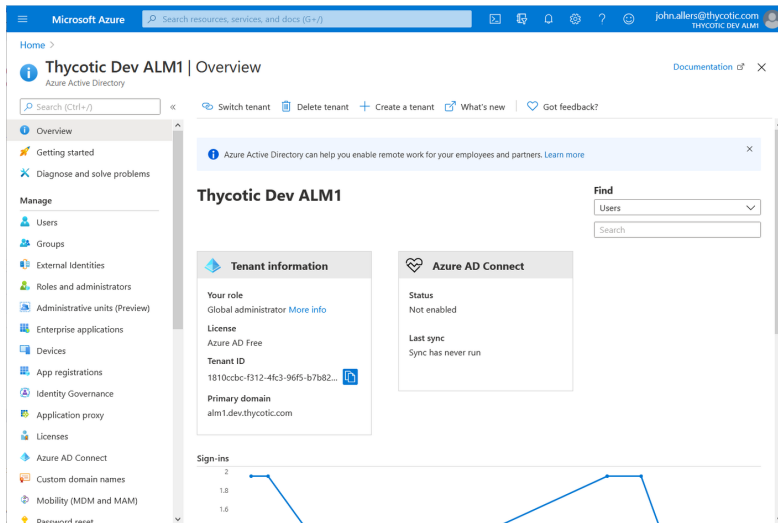 Microsoft Azure
Search resources, services, and docs (G+/)
john.allers@thycotic.com
THYCOTIC DEV ALM1
Home >
Thycotic Dev ALM1 | Overview
Azure Active Directory
Documentation
Search (Ctrl+/)
«
Switch tenant
Delete tenant
Create a tenant
What's new
Got feedback?
Overview
Getting started
Diagnose and solve problems
Manage
Users
Groups
External Identities
Roles and administrators
Administrative units (Preview)
Enterprise applications
Devices
App registrations
Identity Governance
Application proxy
Licenses
Azure AD Connect
Custom domain names
Mobility (MDM and MAM)
Password reset
Azure Active Directory can help you enable remote work for your employees and partners. Learn more
Thycotic Dev ALM1
Find
Users
Search
Tenant information
Your role
Global administrator More info
License
Azure AD Free
Tenant ID
1810ccbc-f312-4fc3-96f5-b7b82...
Primary domain
alm1.dev.thycotic.com
Azure AD Connect
Status
Not enabled
Last sync
Sync has never run
Sign-ins
2
1.8
1.6